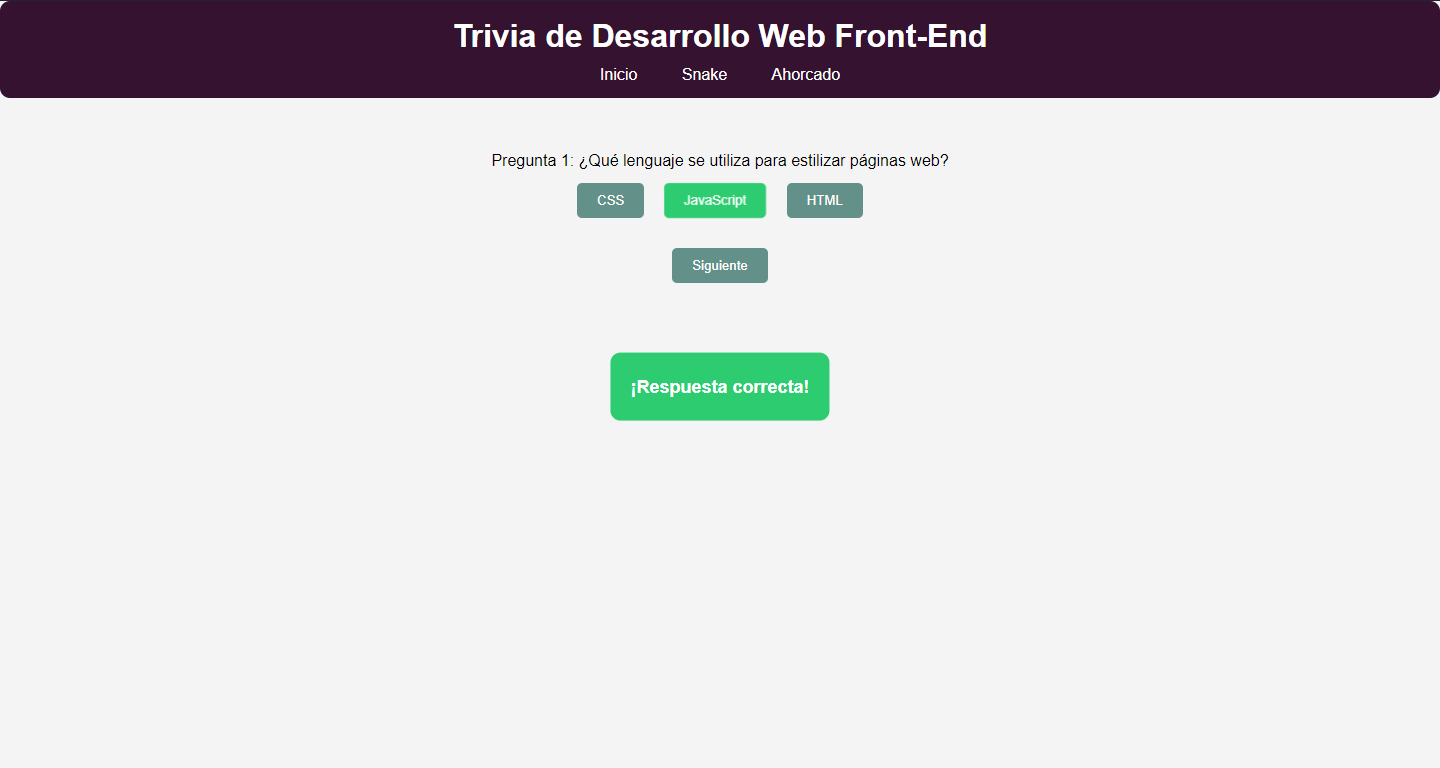 Trivia de Desarrollo Web Front-End
Inicio Snake Ahorcado
Pregunta 1: ¿Qué lenguaje se utiliza para estilizar páginas web?
CSS JavaScript HTML
Siguiente
¡Respuesta correcta!